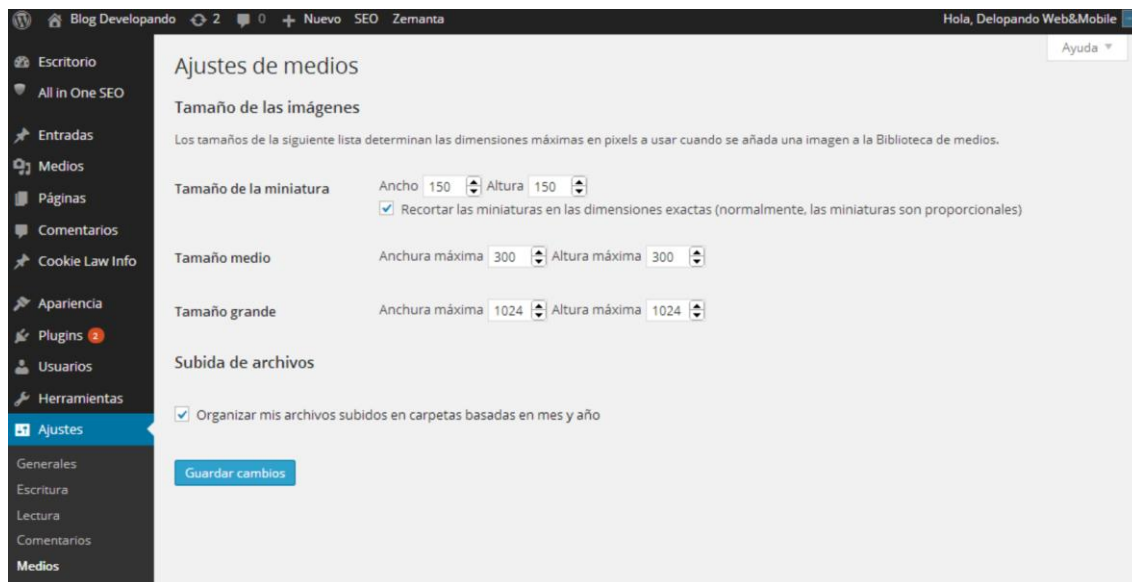 Blog Developando 2 0 Nuevo SEO Zemanta Hola, Delopando Web&Mobile
Ayuda
Escritorio
All in One SEO
Entradas
Medios
Páginas
Comentarios
Cookie Law Info
Apariencia
Plugins 2
Usuarios
Herramientas
Ajustes
Generales
Escritura
Lectura
Comentarios
Medios
Ajustes de medios
Tamaño de las imágenes
Los tamaños de la siguiente lista determinan las dimensiones máximas en pixels a usar cuando se añada una imagen a la Biblioteca de medios.
Tamaño de la miniatura Ancho 150 Altura 150
Recortar las miniaturas en las dimensiones exactas (normalmente, las miniaturas son proporcionales)
Tamaño medio Anchura máxima 300 Altura máxima 300
Tamaño grande Anchura máxima 1024 Altura máxima 1024
Subida de archivos
Organizar mis archivos subidos en carpetas basadas en mes y año
Guardar cambios